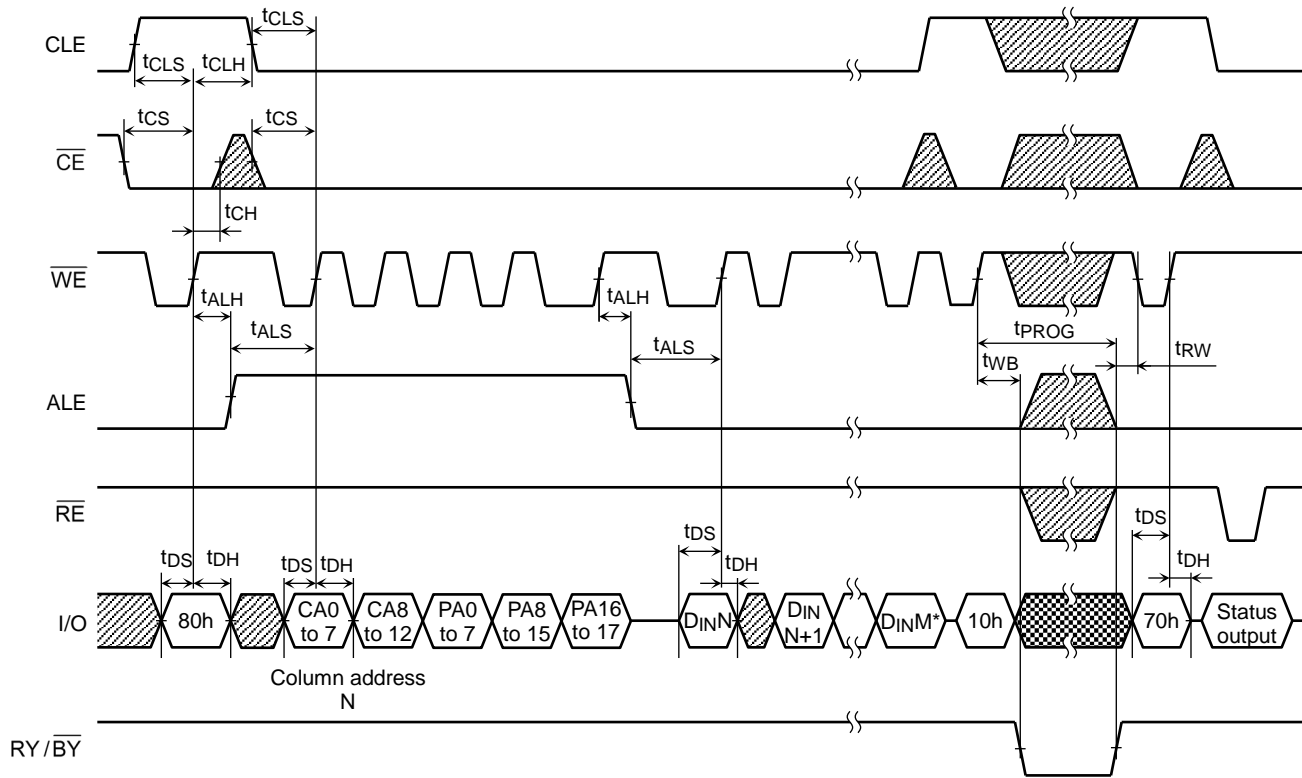 tCLS
CLE
tCLS
tCLH
tCS
tCS
CE
tCH
WE
tALH
tALH
tALS
tALS
tPROG
tWB
tRW
ALE
RE
tDS
tDH
tDS
tDH
tDS
tDH
tDS
tDH
I/O
80h
CA0
to 7
CA8
to 12
PA0
to 7
PA8
to 15
PA16
to 17
DINN
DIN
N+1
DINM*
10h
70h
Status
output
Column address
N
RY/BY